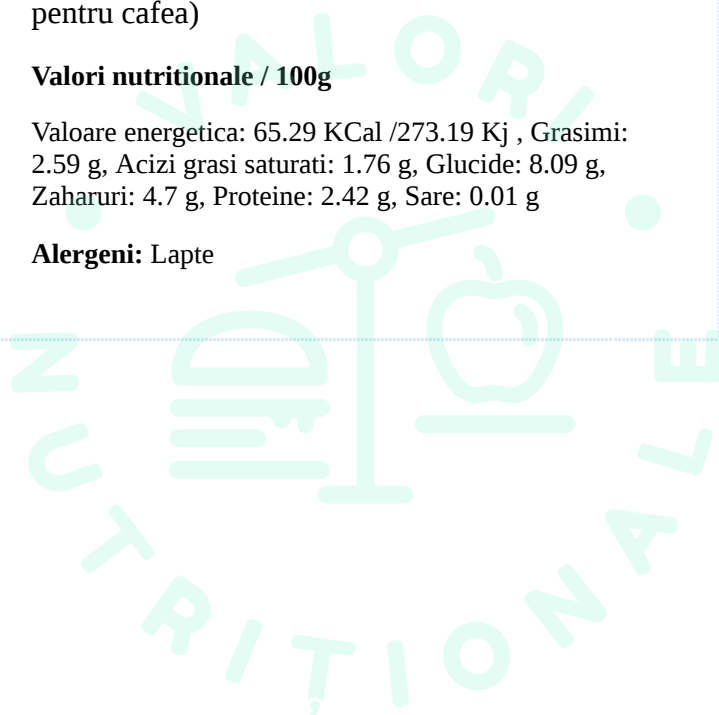 pentru cafea)
Valori nutritionale / 100g
Valoare energetica: 65.29 KCal /273.19 Kj , Grasimi:
2.59 g, Acizi grasi saturati: 1.76 g, Glucide: 8.09 g,
Zaharuri: 4.7 g, Proteine: 2.42 g, Sare: 0.01 g
Alergeni: Lapte
VALORI
NUTRIȚIONALE